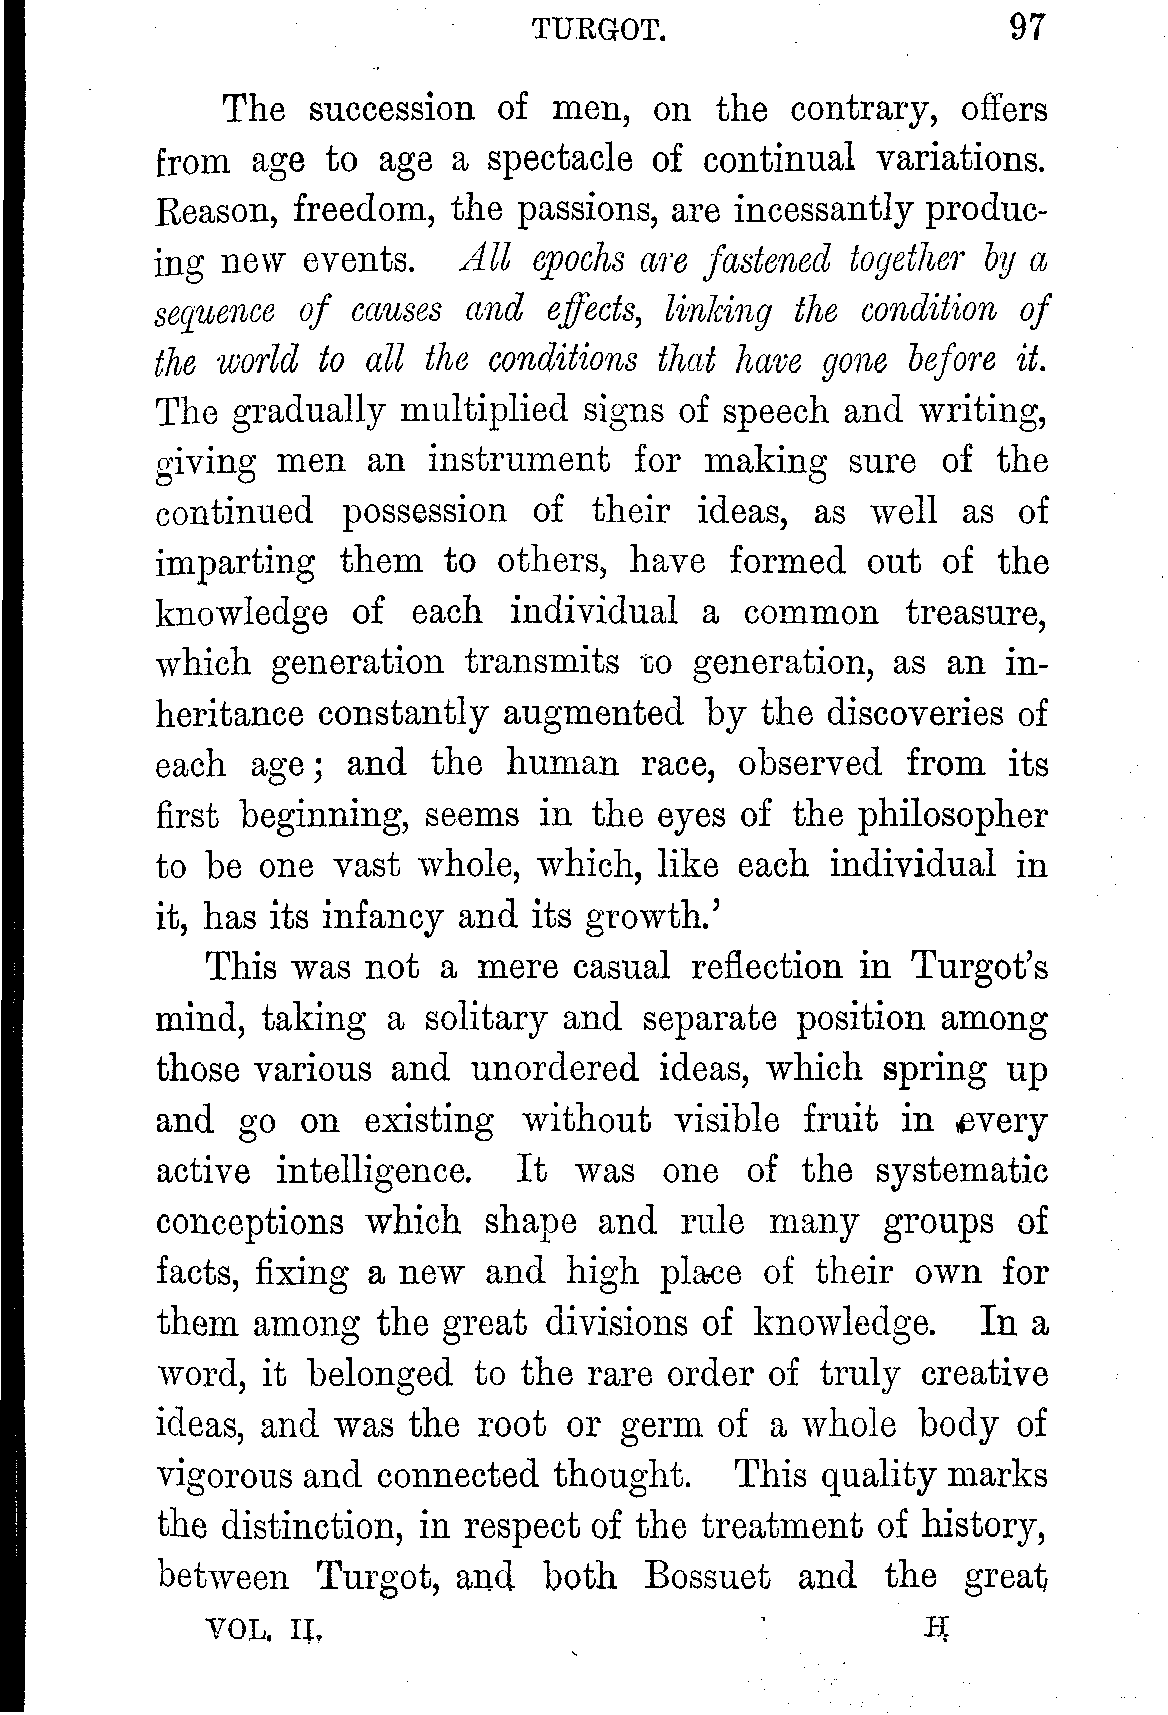 TURGOT. 97
The succession of men, on the contrary, offers
from age to age a spectacle of continual variations.
Reason, freedom, the passions, are incessantly produc-
ing new events. All epochs are fastened together by a
sequence of causes and effects, linking the condition of
the world to all the conditions that have gone before it.
The gradually multiplied signs of speech and writing,
giving men an instrument for making sure of the
continued possession of their ideas, as well as of
imparting them to others, have formed out of the
knowledge of each individual a common treasure,
which generation transmits to generation, as an in-
heritance constantly augmented by the discoveries of
each age; and the human race, observed from its
first beginning, seems in the eyes of the philosopher
to be one vast whole, which, like each individual in
it, has its infancy and its growth.’
This was not a mere casual reflection in Turgot’s
mind, taking a solitary and separate position among
those various and unordered ideas, which spring up
and go on existing without visible fruit in every
active intelligence. It was one of the systematic
conceptions which shape and rule many groups of
facts, fixing a new and high place of their own for
them among the great divisions of knowledge. In a
word, it belonged to the rare order of truly creative
ideas, and was the root or germ of a whole body of
vigorous and connected thought. This quality marks
the distinction, in respect of the treatment of history,
between Turgot, and both Bossuet and the great
VOL. II. H